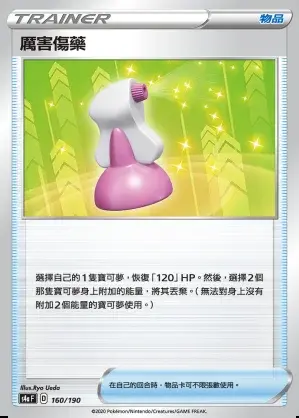 TRAINER
物品
厲害傷藥
選擇自己的1隻寶可夢，恢復「120」HP。然後，選擇2個
那隻寶可夢身上附加的能量，將其丟棄。（無法對身上沒有
附加2個能量的寶可夢使用。）
Illus.Ryo Ueda
在自己的回合時，物品卡可不限張數使用。
s4a F D 160/190
©2020 Pokémon/Nintendo/Creatures/GAME FREAK.